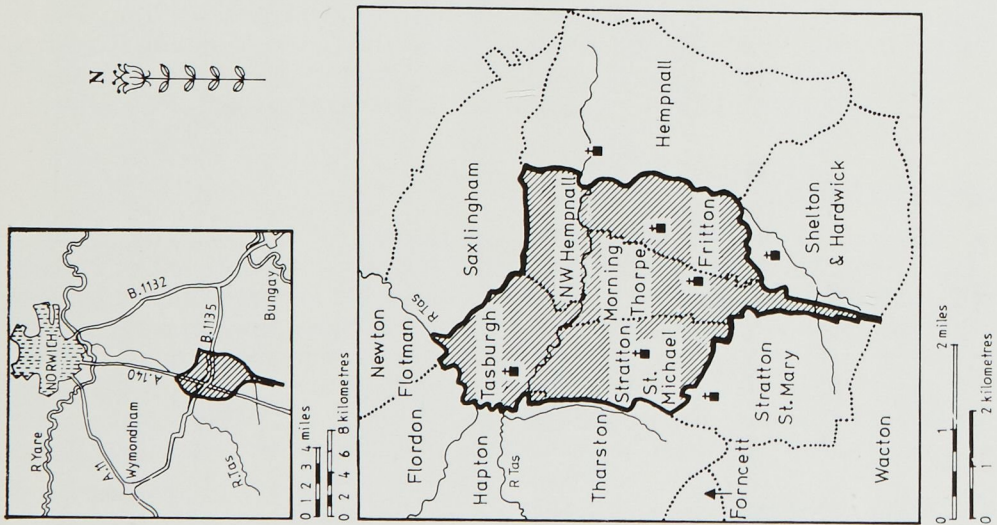 N
NORWICH
R Yare
A.11
Wymondham
A.140
B.1132
B.1135
Bungay
R.Tas
0 1 2 3 4 miles
0 2 4 6 8 kilometres
Newton
Flotman
R.Tas
Saxlingham
Flordon
Hapton
R Tas
Tasburgh
NW Hempnall
Hempnall
Morning
Thorpe
Fritton
Stratton
St.
Michael
Tharston
Shelton
& Hardwick
Stratton
St.Mary
Forncett
Wacton
0 1 2 miles
0 1 2 kilometres